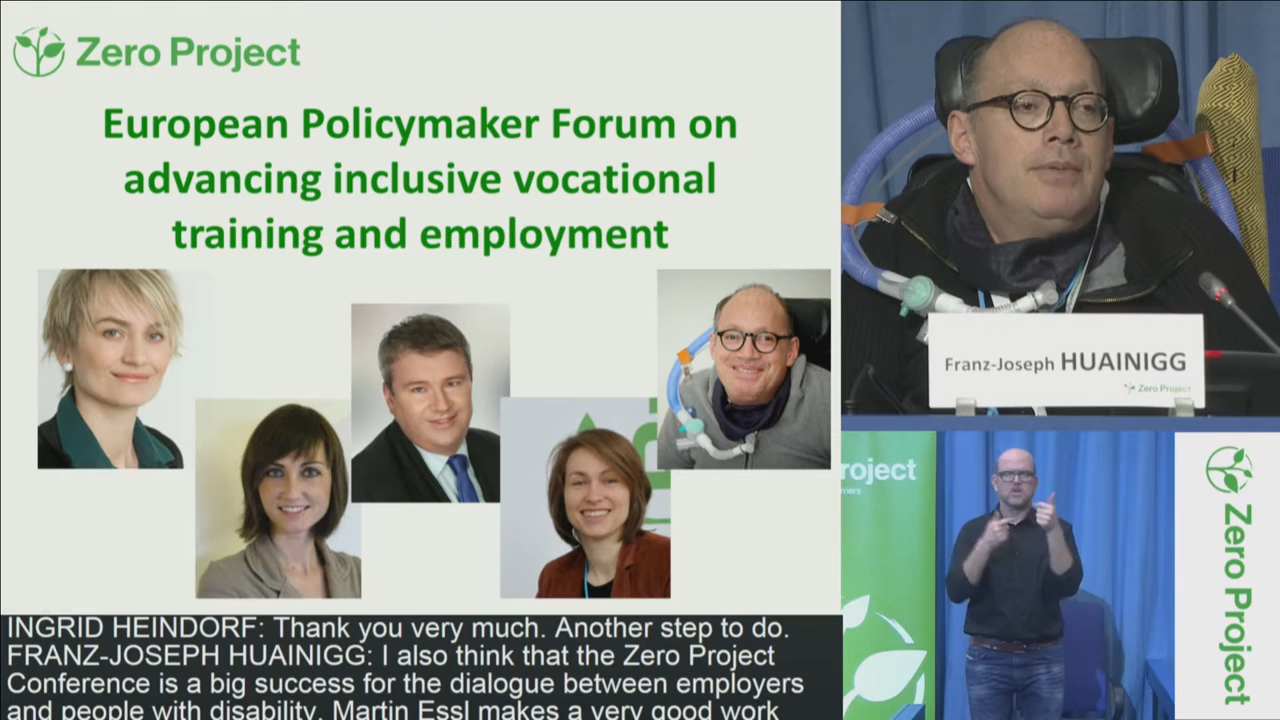 Zero Project
European Policymaker Forum on
advancing inclusive vocational
training and employment
INGRID HEINDORF: Thank you very much. Another step to do.
FRANZ-JOSEPH HUAINIGG: I also think that the Zero Project
Conference is a big success for the dialogue between employers
and people with disability. Martin Essl makes a very good work
Franz-Joseph HUAINIGG
Zero Project
roject
rriers
Zero Project